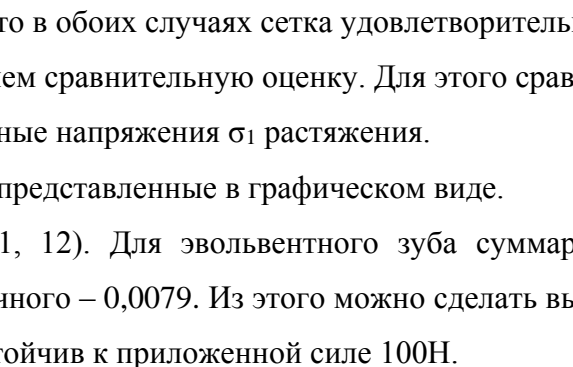 то в обоих случаях сетка удовлетворитель
ем сравнительную оценку. Для этого срав
ные напряжения σ1 растяжения.
представленные в графическом виде.
1, 12). Для эвольвентного зуба суммар
чного – 0,0079. Из этого можно сделать вы
тойчив к приложенной силе 100Н.